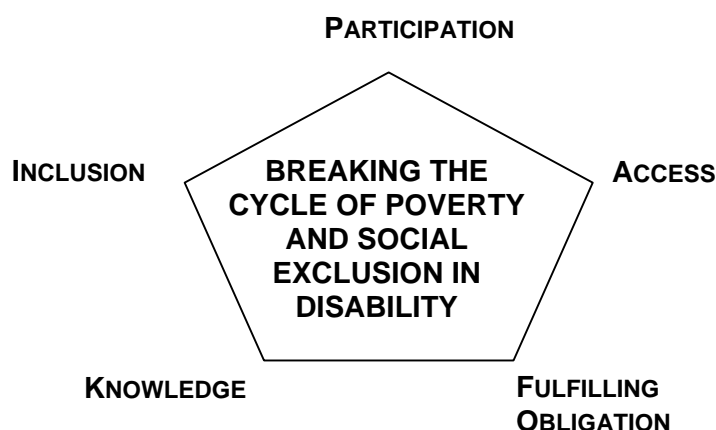 PARTICIPATION
INCLUSION
ACCESS
BREAKING THE
CYCLE OF POVERTY
AND SOCIAL
EXCLUSION IN
DISABILITY
KNOWLEDGE
FULFILLING
OBLIGATION